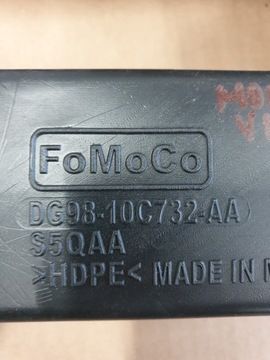 FoMoCo
DG98-10C732-AA
S5QAA
>HDPE< MADE IN